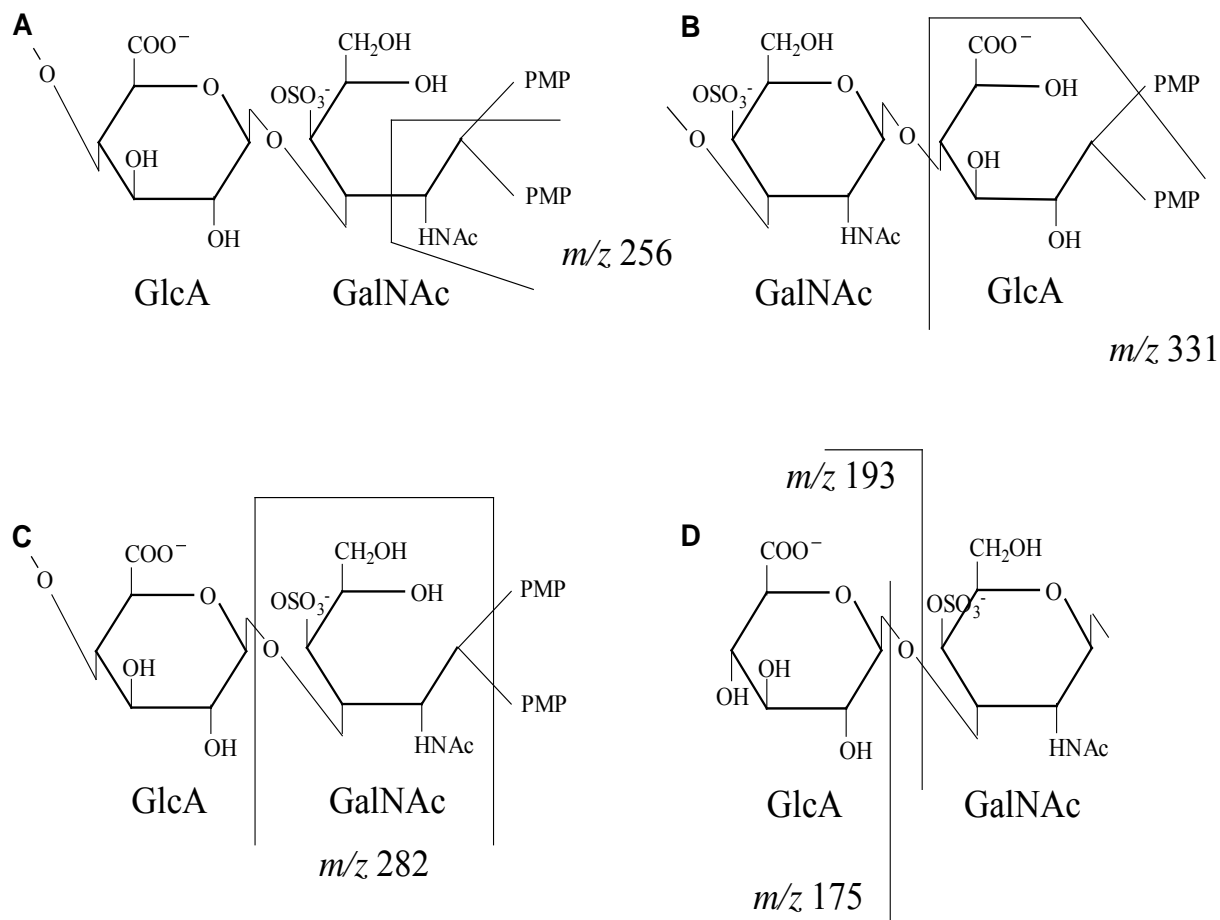 A
COO⁻
O
O
OH
OH
O
CH₂OH
OSO₃⁻
OH
PMP
PMP
HNAc
GlcA
GalNAc
m/z 256
B
CH₂OH
OSO₃⁻
O
O
HNAc
O
COO⁻
OH
PMP
OH
PMP
OH
GalNAc
GlcA
m/z 331
C
COO⁻
O
O
OH
OH
O
CH₂OH
OSO₃⁻
OH
PMP
PMP
HNAc
GlcA
GalNAc
m/z 282
D
m/z 193
COO⁻
O
OH
OH
OH
O
CH₂OH
OSO₃⁻
O
HNAc
GlcA
GalNAc
m/z 175